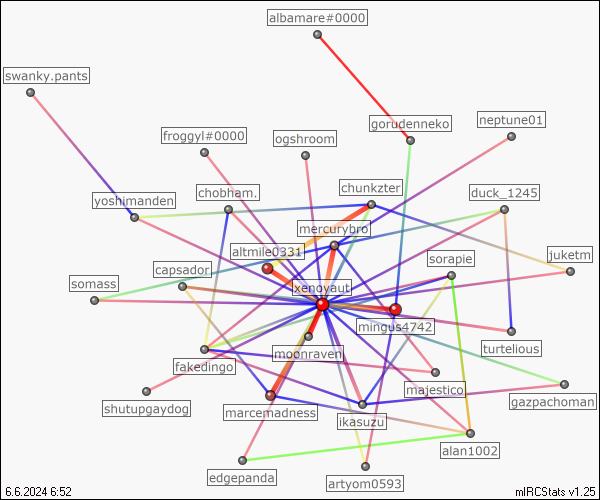 albamare#0000
swanky.pants
neptune01
gorudenneko
froggyl#0000
ogshroom
chunkzter
chobham.
duck_1245
yoshimanden
mercurybro
altmile0331
sorapie
juketm
capsador.
somass
xenoyaut
mingus4742
turtelious
moonraven
fakedingo
majestico.
gazpachoman
shutupgaydog
marcemadness
ikasuzu
alan1002
edgepanda
artyom0593
6.6.2024 6:52
mIRCStats v1.25